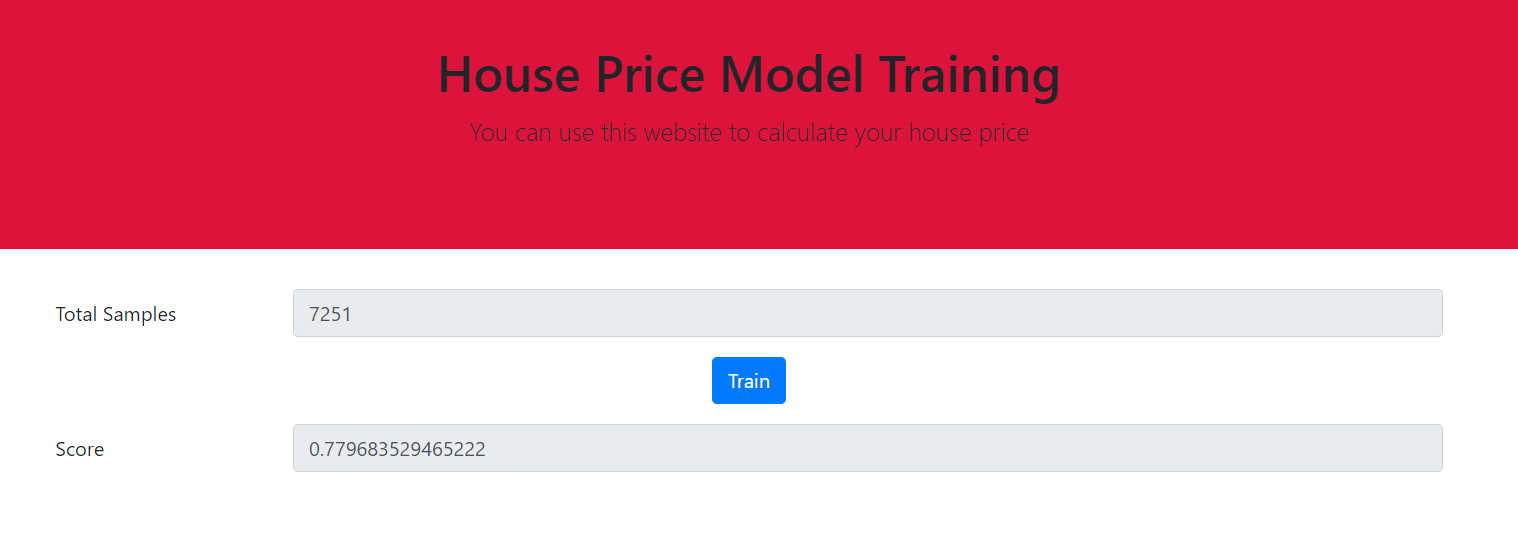 House Price Model Training
You can use this website to calculate your house price
Total Samples 7251
Train
Score 0.779683529465222